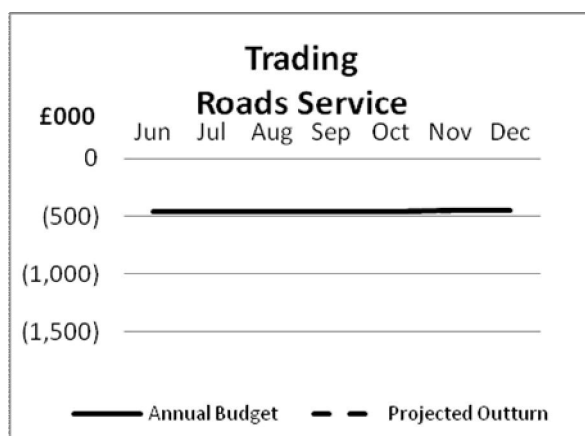 Trading
Roads Service
£000
Jun Jul Aug Sep Oct Nov Dec
0
(500)
(1,000)
(1,500)
Annual Budget Projected Outturn